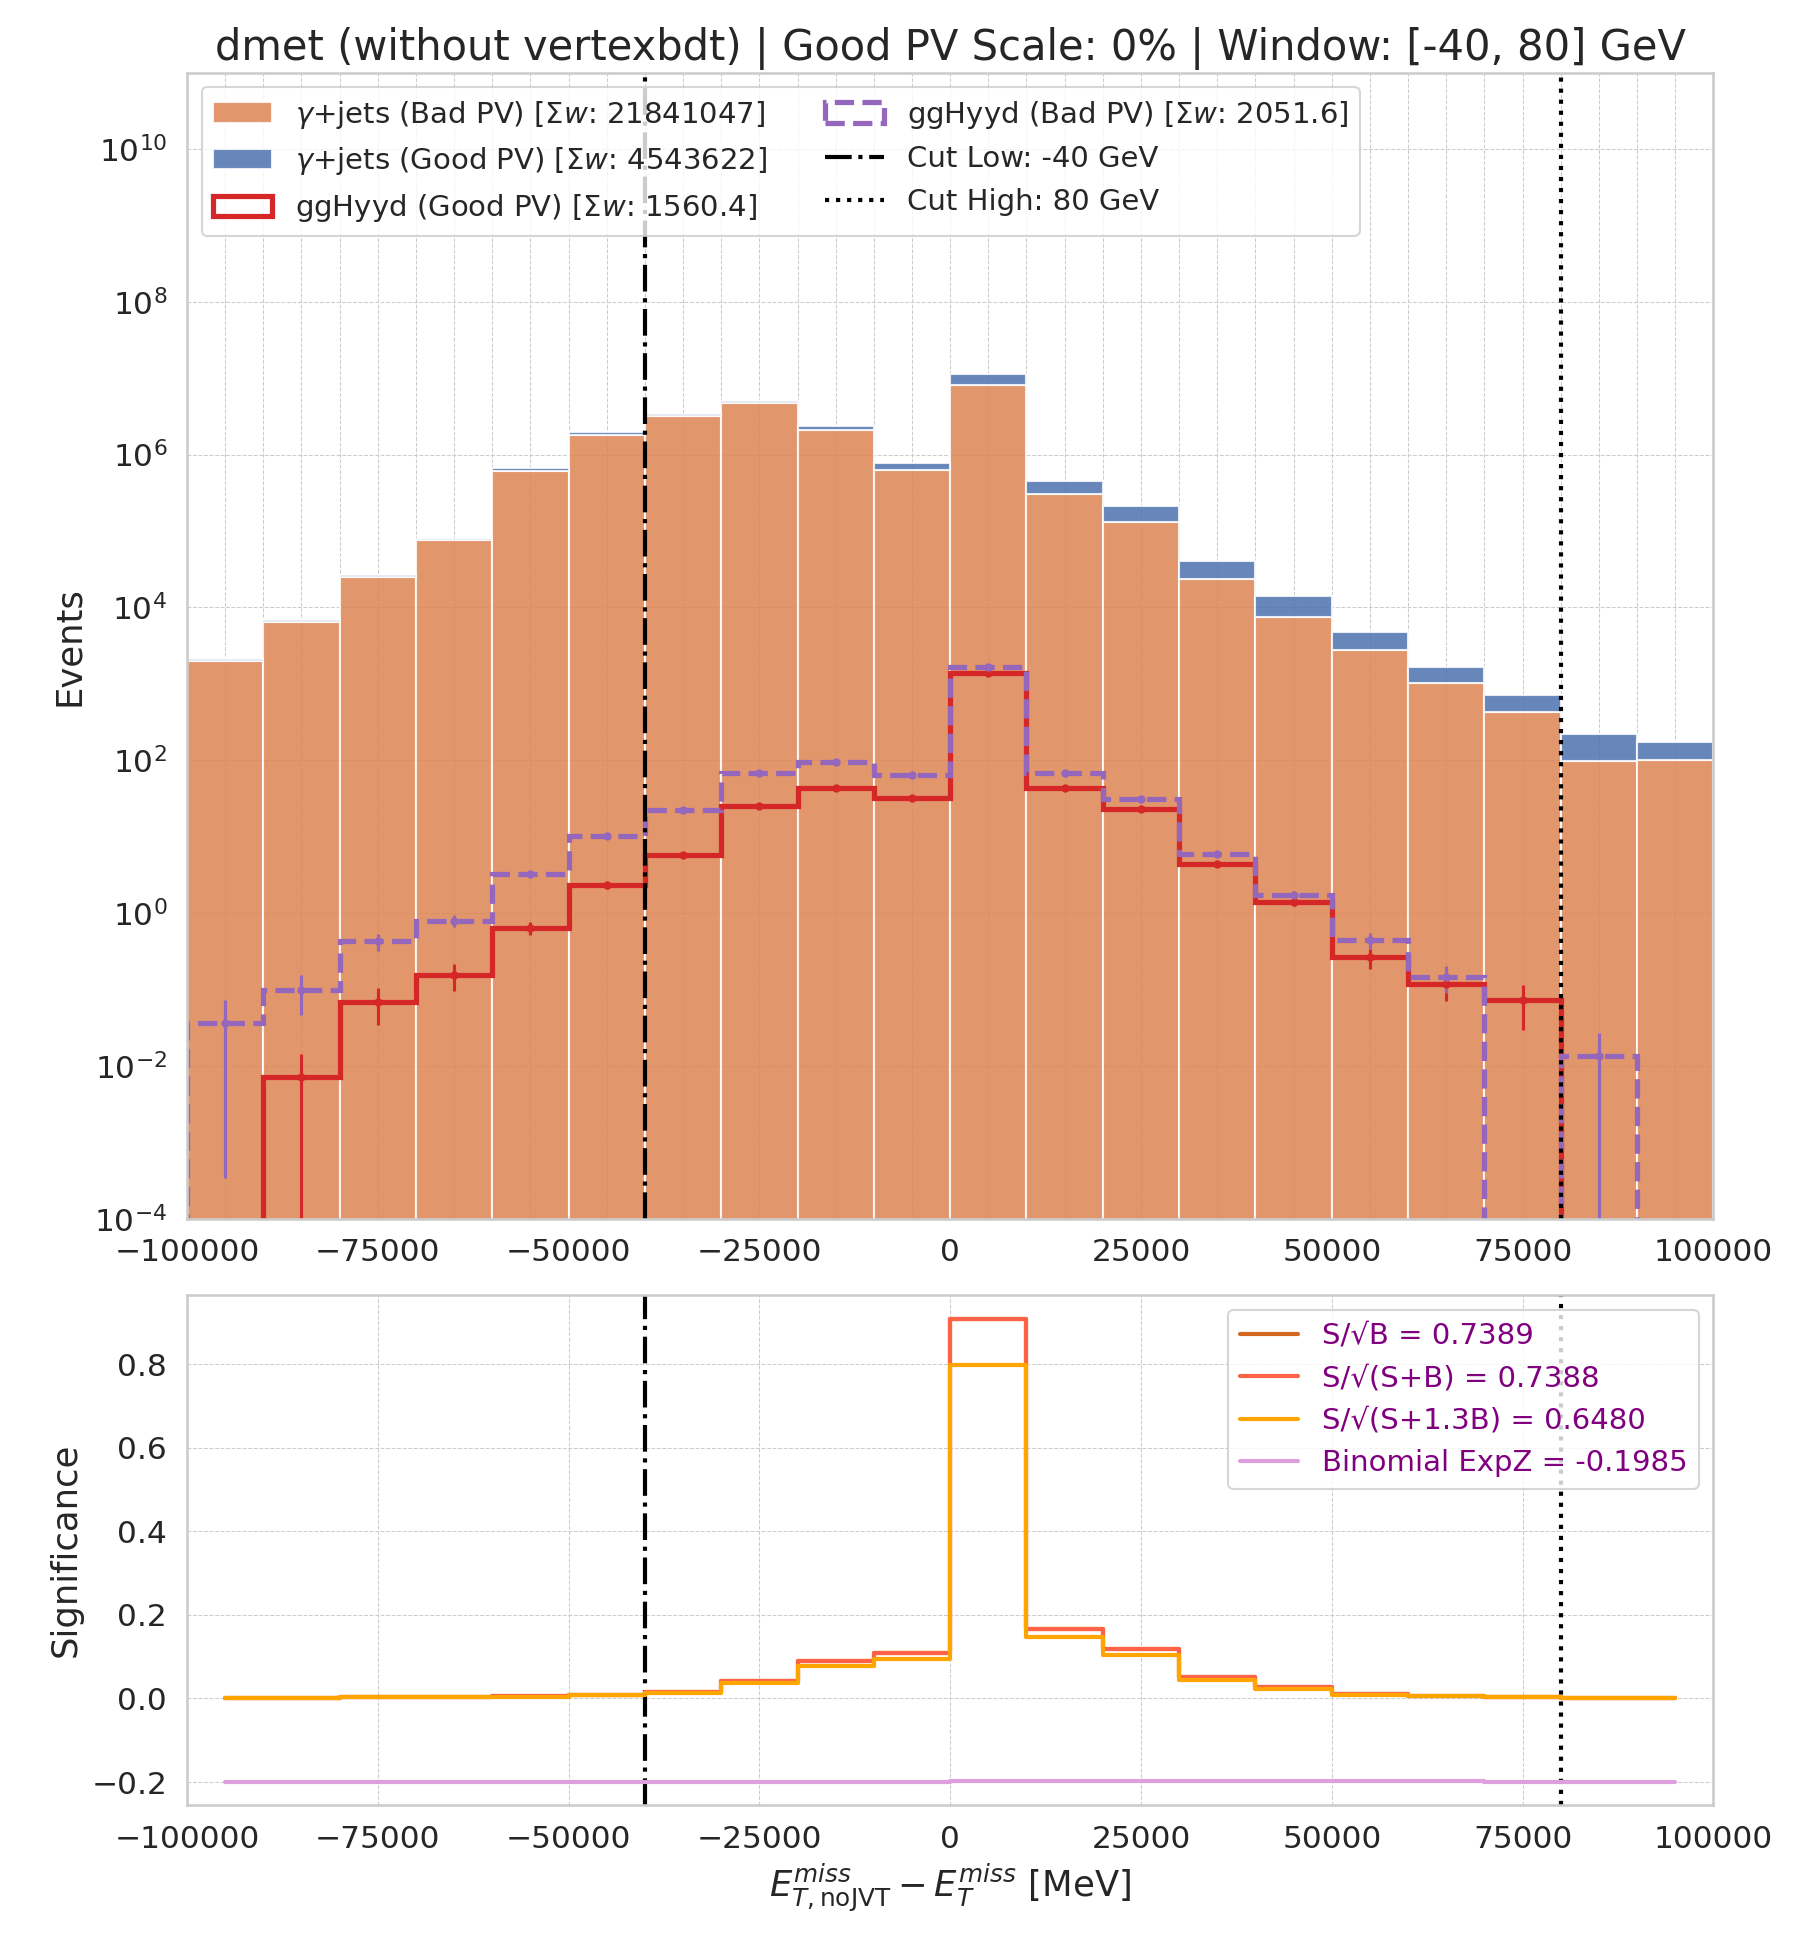 dmet (without vertexbdt) | Good PV Scale: 0% | Window: [-40, 80] GeV
γ+jets (Bad PV) [Σw: 21841047]
γ+jets (Good PV) [Σw: 4543622]
ggHyyd (Good PV) [Σw: 1560.4]
ggHyyd (Bad PV) [Σw: 2051.6]
Cut Low: -40 GeV
Cut High: 80 GeV
Events
10^10
10^8
10^6
10^4
10^2
10^0
10^−2
10^−4
−100000 −75000 −50000 −25000 0 25000 50000 75000 100000
S/√B = 0.7389
S/√(S+B) = 0.7388
S/√(S+1.3B) = 0.6480
Binomial ExpZ = -0.1985
Significance
0.8
0.6
0.4
0.2
0.0
−0.2
−100000 −75000 −50000 −25000 0 25000 50000 75000 100000
E_{T,noJVT}^{miss} − E_T^{miss} [MeV]